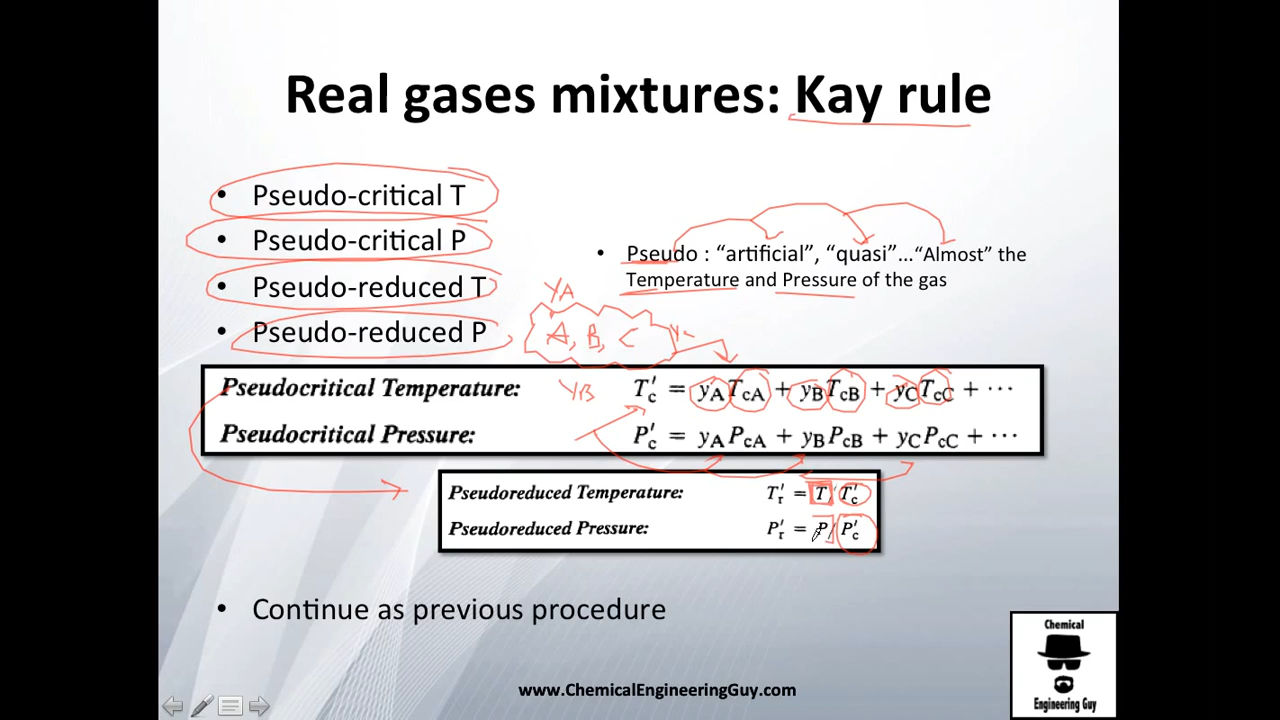 Real gases mixtures: Kay rule
• Pseudo-critical T
• Pseudo-critical P
• Pseudo-reduced T
• Pseudo-reduced P
• Pseudo : “artificial”, “quasi”...“Almost” the
Temperature and Pressure of the gas
YA
A, B, C
YB
Pseudocritical Temperature: T′c = yATcA + yBTcB + yCTcC + ···
Pseudocritical Pressure: P′c = yAPcA + yBPcB + yCPcC + ···
Pseudoreduced Temperature: T′r = T/T′c
Pseudoreduced Pressure: P′r = P/P′c
• Continue as previous procedure
www.ChemicalEngineeringGuy.com
Chemical
Engineering Guy